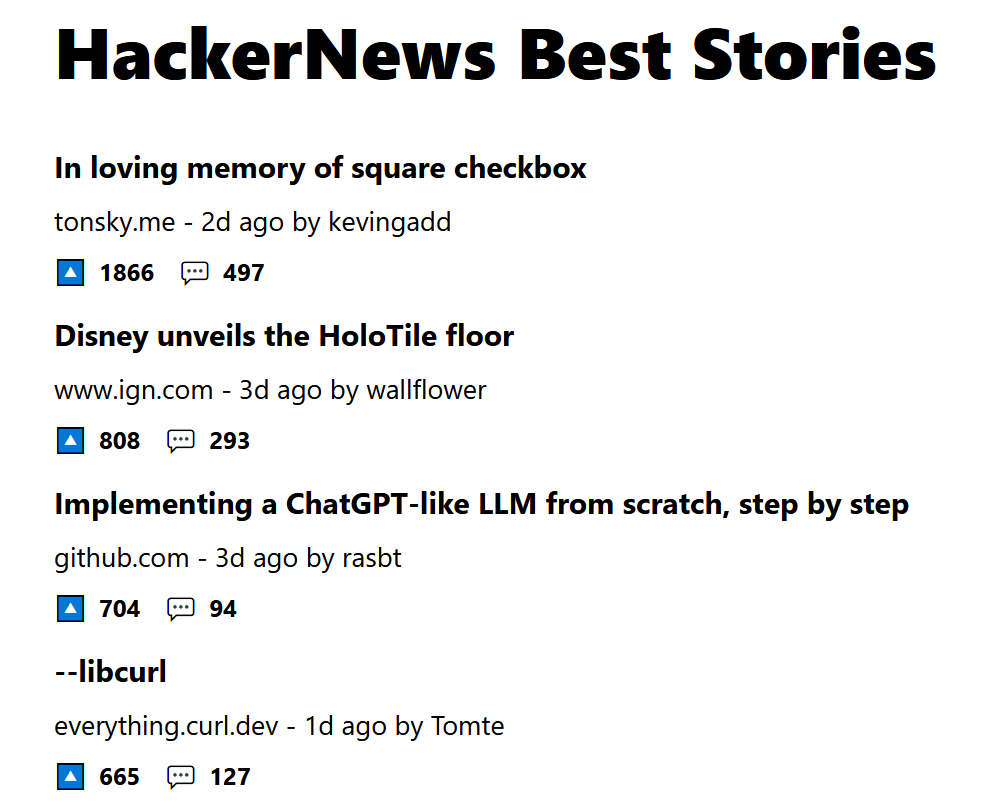 HackerNews Best Stories
In loving memory of square checkbox
tonsky.me - 2d ago by kevingadd
1866 497
Disney unveils the HoloTile floor
www.ign.com - 3d ago by wallflower
808 293
Implementing a ChatGPT-like LLM from scratch, step by step
github.com - 3d ago by rasbt
704 94
--libcurl
everything.curl.dev - 1d ago by Tomte
665 127